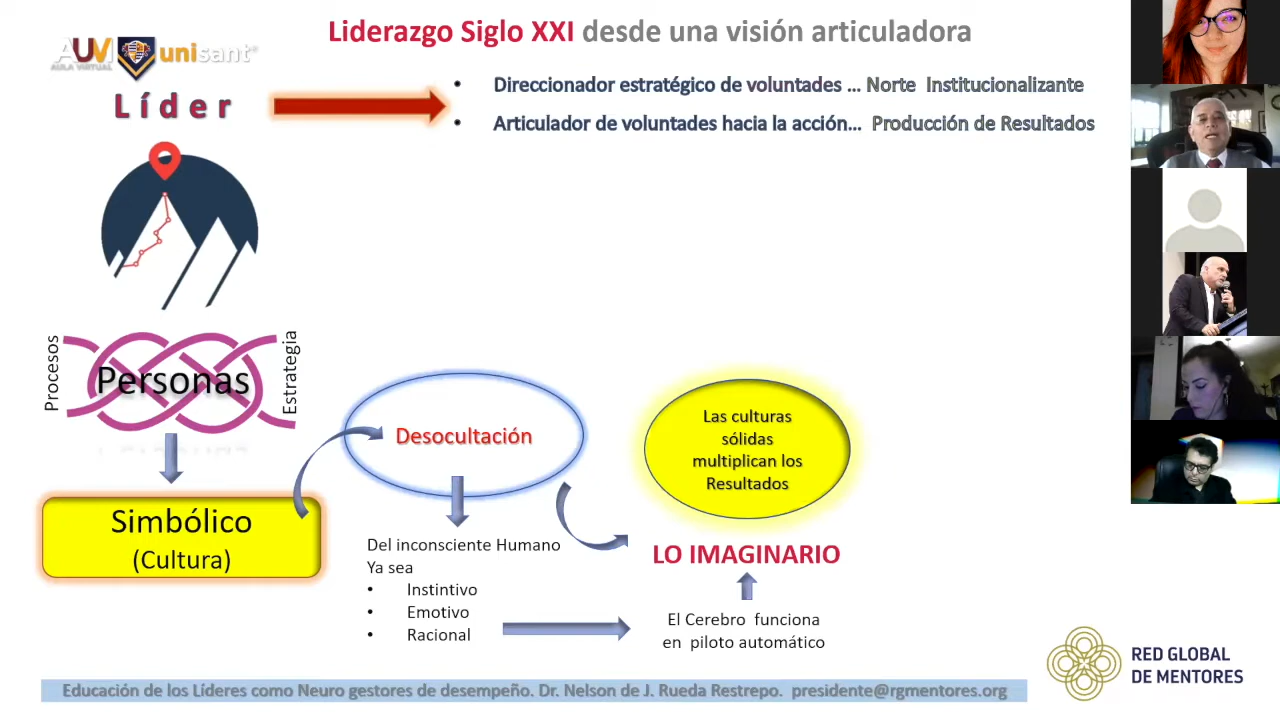 Liderazgo Siglo XXI desde una visión articuladora
AUV unisant
AULA VIRTUAL
Líder
• Direccionador estratégico de voluntades ... Norte Institucionalizante
• Articulador de voluntades hacia la acción... Producción de Resultados
Procesos
Personas
Estrategia
Simbólico
(Cultura)
Desocultación
Del inconsciente Humano
Ya sea
• Instintivo
• Emotivo
• Racional
Las culturas
sólidas
multiplican los
Resultados
LO IMAGINARIO
El Cerebro funciona
en piloto automático
RED GLOBAL
DE MENTORES
Educación de los Líderes como Neuro gestores de desempeño. Dr. Nelson de J. Rueda Restrepo. presidente@rgmentores.org